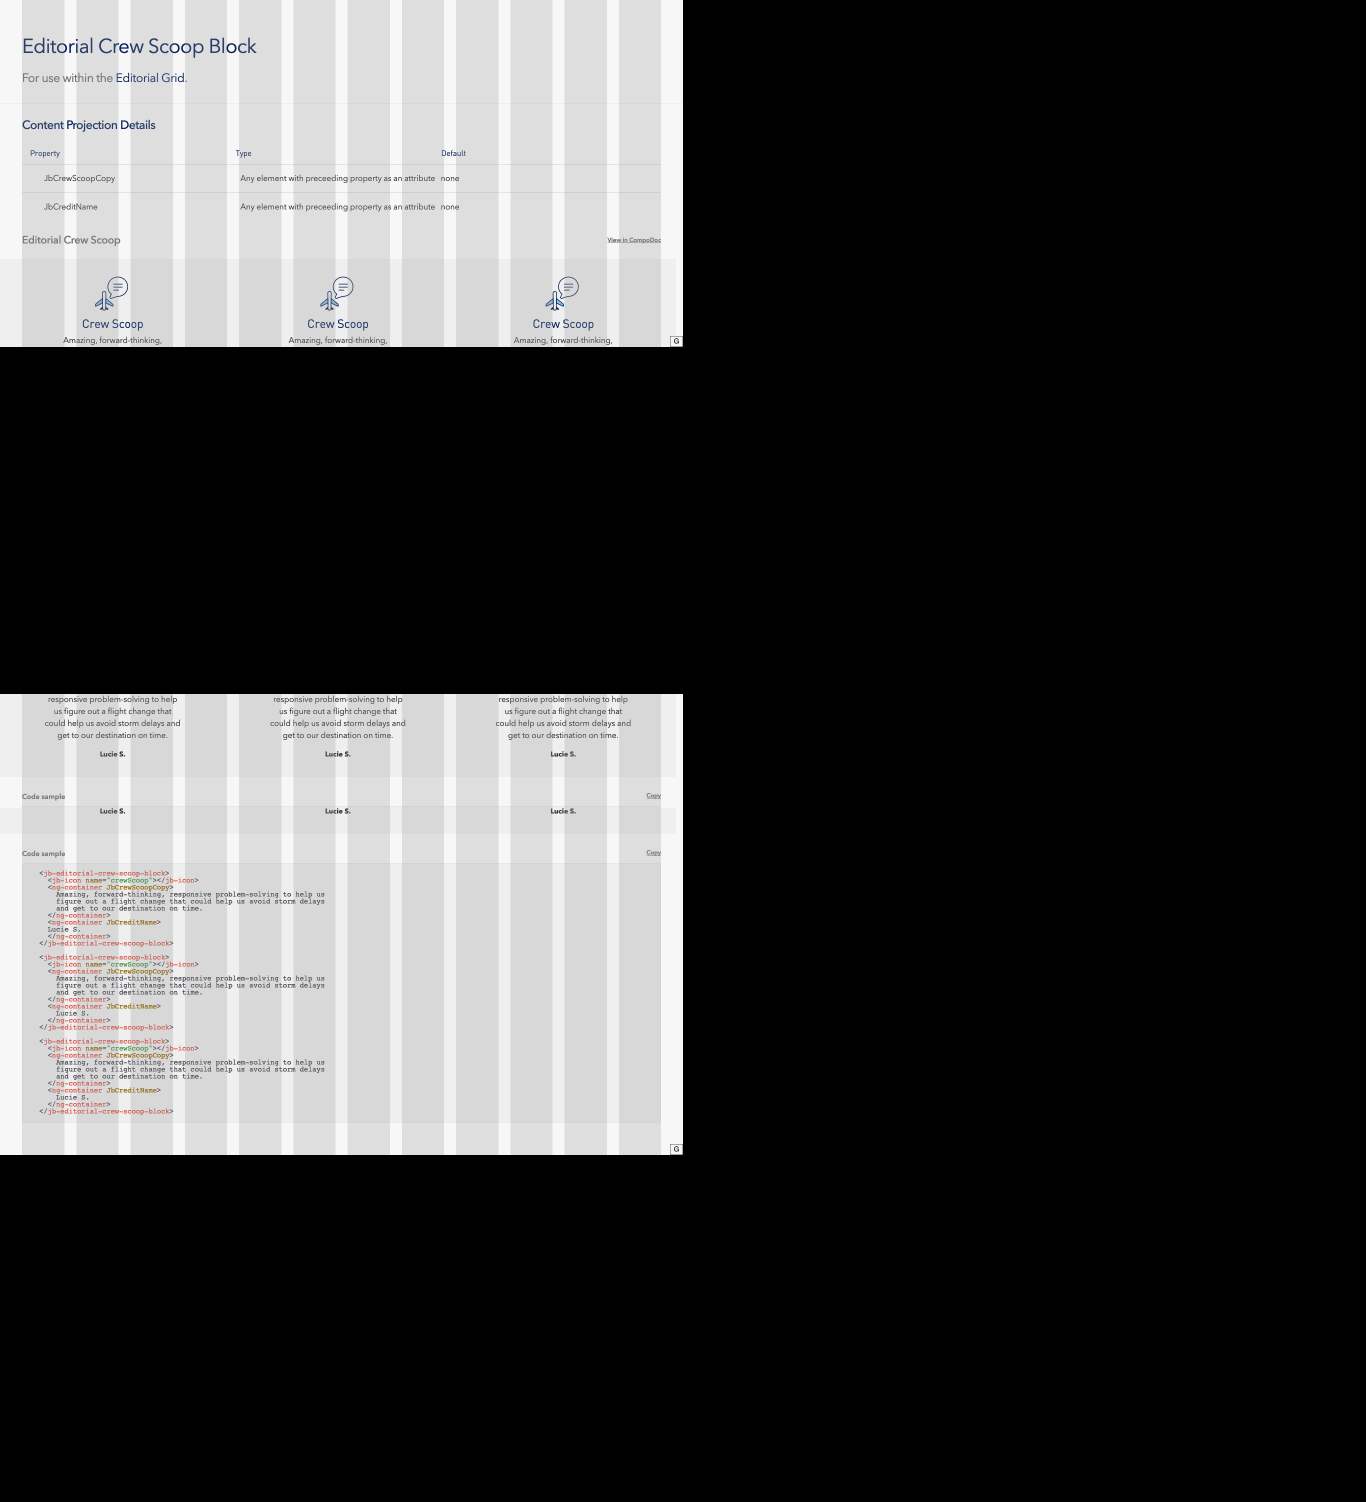 Editorial Crew Scoop Block
For use within the Editorial Grid.
Content Projection Details
Property Type Default
JbCrewScoopCopy Any element with preceeding property as an attribute none
JbCreditName Any element with preceeding property as an attribute none
Editorial Crew Scoop View in CompoDoc
Crew Scoop Crew Scoop Crew Scoop
Amazing, forward-thinking, Amazing, forward-thinking, Amazing, forward-thinking,
G
responsive problem-solving to help responsive problem-solving to help responsive problem-solving to help
us figure out a flight change that us figure out a flight change that us figure out a flight change that
could help us avoid storm delays and could help us avoid storm delays and could help us avoid storm delays and
get to our destination on time. get to our destination on time. get to our destination on time.
Lucie S. Lucie S. Lucie S.
Code sample Copy
Lucie S. Lucie S. Lucie S.
Code sample Copy
<jb-editorial-crew-scoop-block>
<jb-icon name="crewScoop"></jb-icon>
<ng-container JbCrewScoopCopy>
Amazing, forward-thinking, responsive problem-solving to help us
figure out a flight change that could help us avoid storm delays
and get to our destination on time.
</ng-container>
<ng-container JbCreditName>
Lucie S.
</ng-container>
</jb-editorial-crew-scoop-block>
<jb-editorial-crew-scoop-block>
<jb-icon name="crewScoop"></jb-icon>
<ng-container JbCrewScoopCopy>
Amazing, forward-thinking, responsive problem-solving to help us
figure out a flight change that could help us avoid storm delays
and get to our destination on time.
</ng-container>
<ng-container JbCreditName>
Lucie S.
</ng-container>
</jb-editorial-crew-scoop-block>
<jb-editorial-crew-scoop-block>
<jb-icon name="crewScoop"></jb-icon>
<ng-container JbCrewScoopCopy>
Amazing, forward-thinking, responsive problem-solving to help us
figure out a flight change that could help us avoid storm delays
and get to our destination on time.
</ng-container>
<ng-container JbCreditName>
Lucie S.
</ng-container>
</jb-editorial-crew-scoop-block>
G